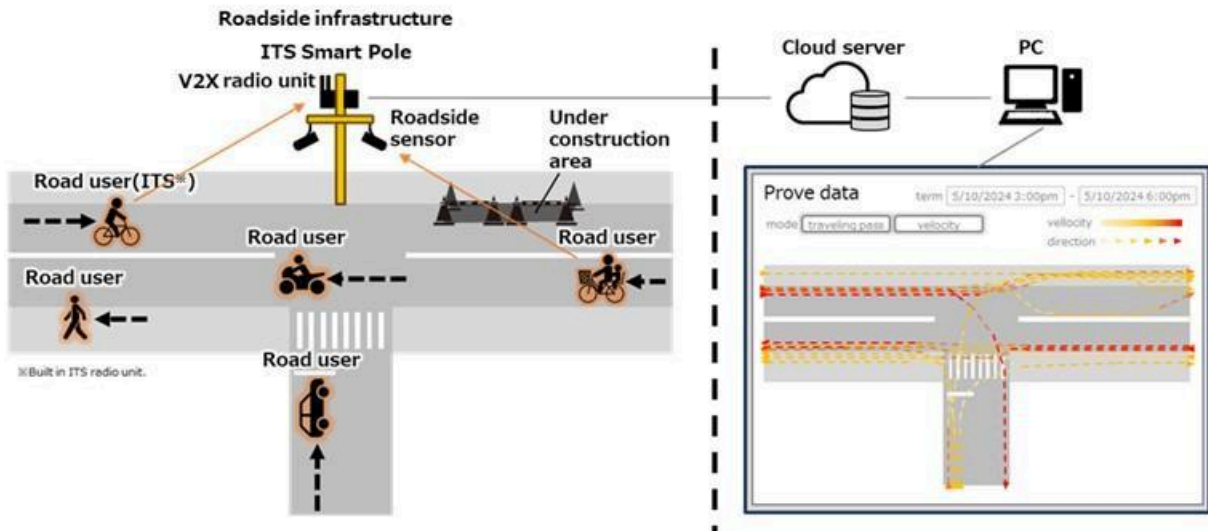 Roadside infrastructure
ITS Smart Pole
V2X radio unit
Roadside
sensor
Under
construction
area
Road user(ITS※)
Road user
Road user
Road user
Road user
※Built in ITS radio unit.
Cloud server
PC
Prove data
term 5/10/2024 3:00pm - 5/10/2024 6:00pm
mode traveling pass velocity
vellocity
direction